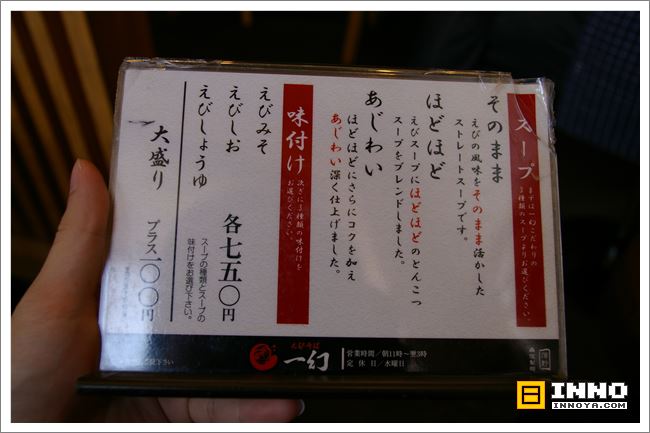 スープ
まずは一幻こだわりの
3種類のスープよりお選びください。
そのまま
えびの風味をそのまま活かした
ストレートスープです。
ほどほど
えびスープにほどほどのとんこつ
スープをブレンドしました。
あじわい
ほどほどにさらにコクを加え
あじわい深く仕上げました。
味付け
次ぎに3種類の味付けを
お選びください。
えびみそ
えびしお
えびしょうゆ
各七五〇円
スープの種類とスープの
味付けをお選び下さい。
大盛り プラス一〇〇円
えびそば
一幻
営業時間／朝11時～翌3時
定 休 日／水曜日
INNO
INNOYA.COM